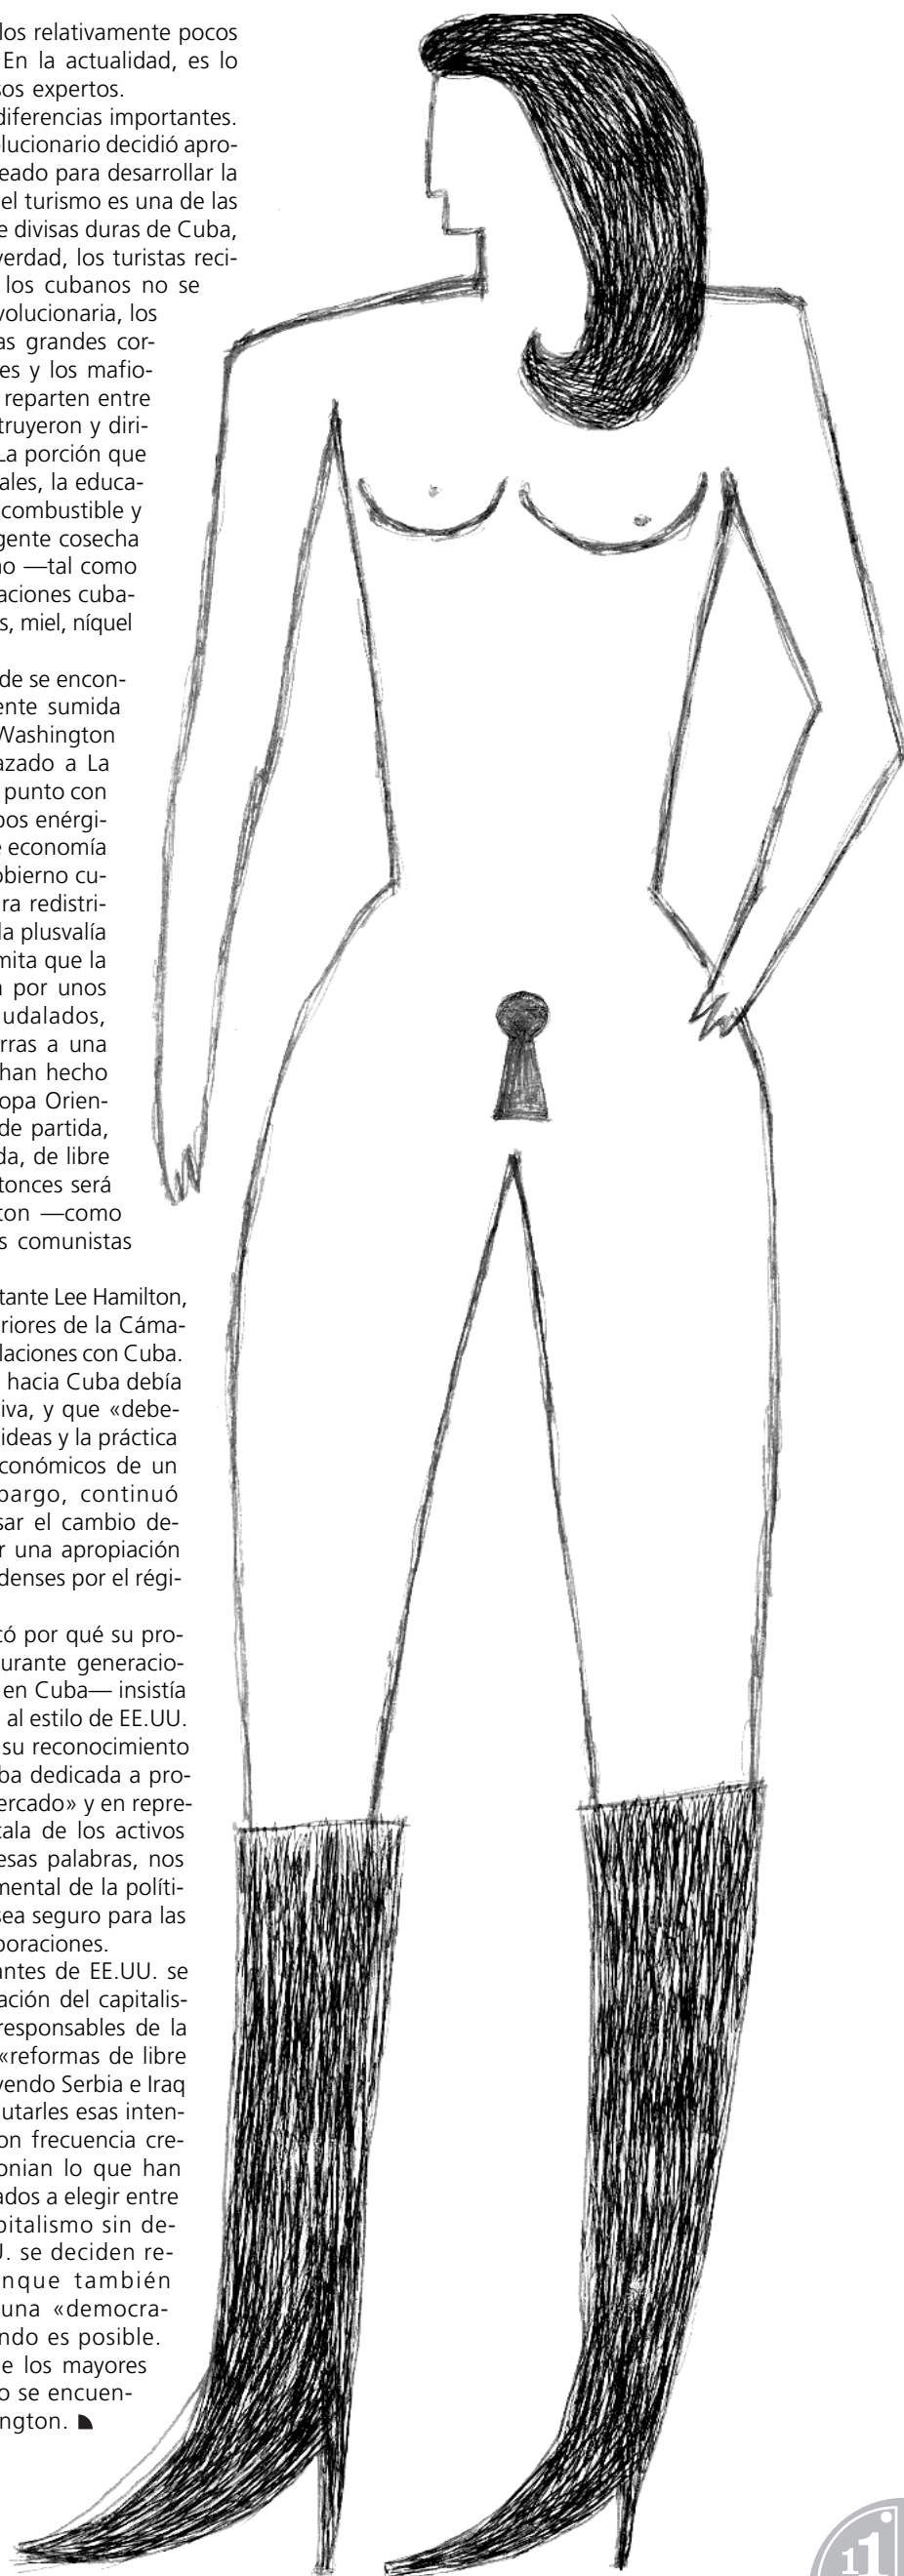 los relativamente pocos
En la actualidad, es lo
sos expertos.
diferencias importantes.
olucionario decidió apro-
eado para desarrollar la
el turismo es una de las
e divisas duras de Cuba,
verdad, los turistas reci-
los cubanos no se
volucionaria, los
as grandes cor-
es y los mafio-
reparten entre
truyeron y diri-
La porción que
ales, la educa-
combustible y
gente cosecha
no —tal como
aciones cuba-
s, miel, níquel
de se encon-
ente sumida
Washington
azado a La
punto con
pos enérgi-
e economía
obierno cu-
ra redistri-
la plusvalía
mita que la
n por unos
udalados,
rras a una
han hecho
opa Orien-
de partida,
da, de libre
tonces será
ton —como
s comunistas
tante Lee Hamilton,
riores de la Cáma-
laciones con Cuba.
hacia Cuba debía
iva, y que «debe-
ideas y la práctica
conómicos de un
bargo, continuó
sar el cambio de-
r una apropiación
denses por el régi-
có por qué su pro-
urante generacio-
en Cuba— insistía
al estilo de EE.UU.
su reconocimiento
ba dedicada a pro-
ercado» y en repre-
cala de los activos
esas palabras, nos
mental de la políti-
sea seguro para las
poraciones.
antes de EE.UU. se
ación del capitalis-
responsables de la
«reformas de libre
yendo Serbia e Iraq
utarles esas inten-
on frecuencia cre-
onian lo que han
ados a elegir entre
pitalismo sin de-
U. se deciden re-
nque también
una «democra-
ndo es posible.
e los mayores
o se encuen-
ngton.
11